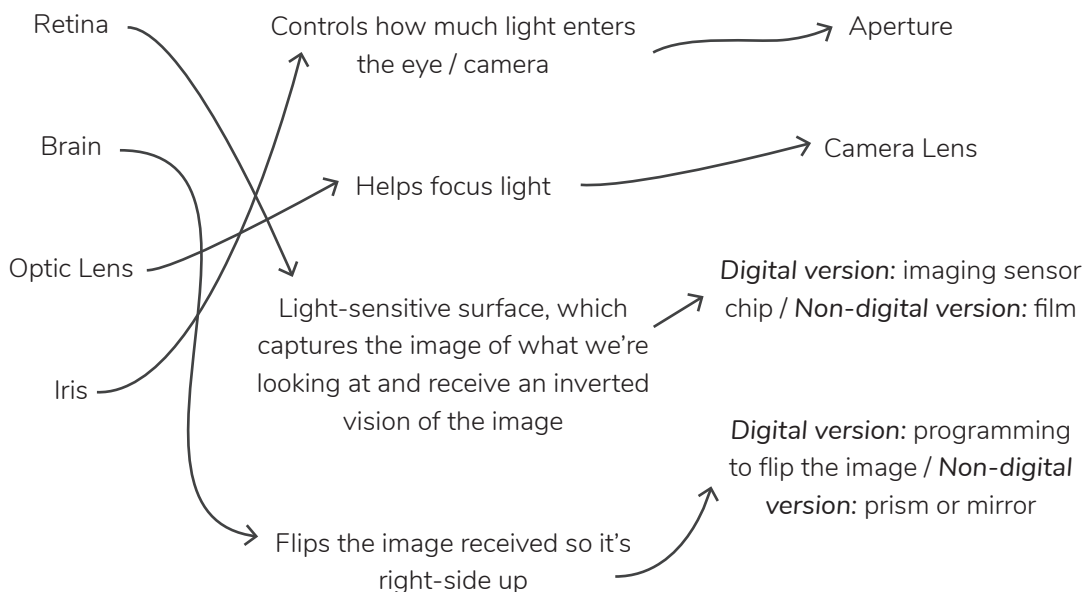 Retina
Brain
Optic Lens
Iris
Controls how much light enters
the eye / camera
Helps focus light
Light-sensitive surface, which
captures the image of what we're
looking at and receive an inverted
vision of the image
Flips the image received so it's
right-side up
Aperture
Camera Lens
Digital version: imaging sensor
chip / Non-digital version: film
Digital version: programming
to flip the image / Non-digital
version: prism or mirror